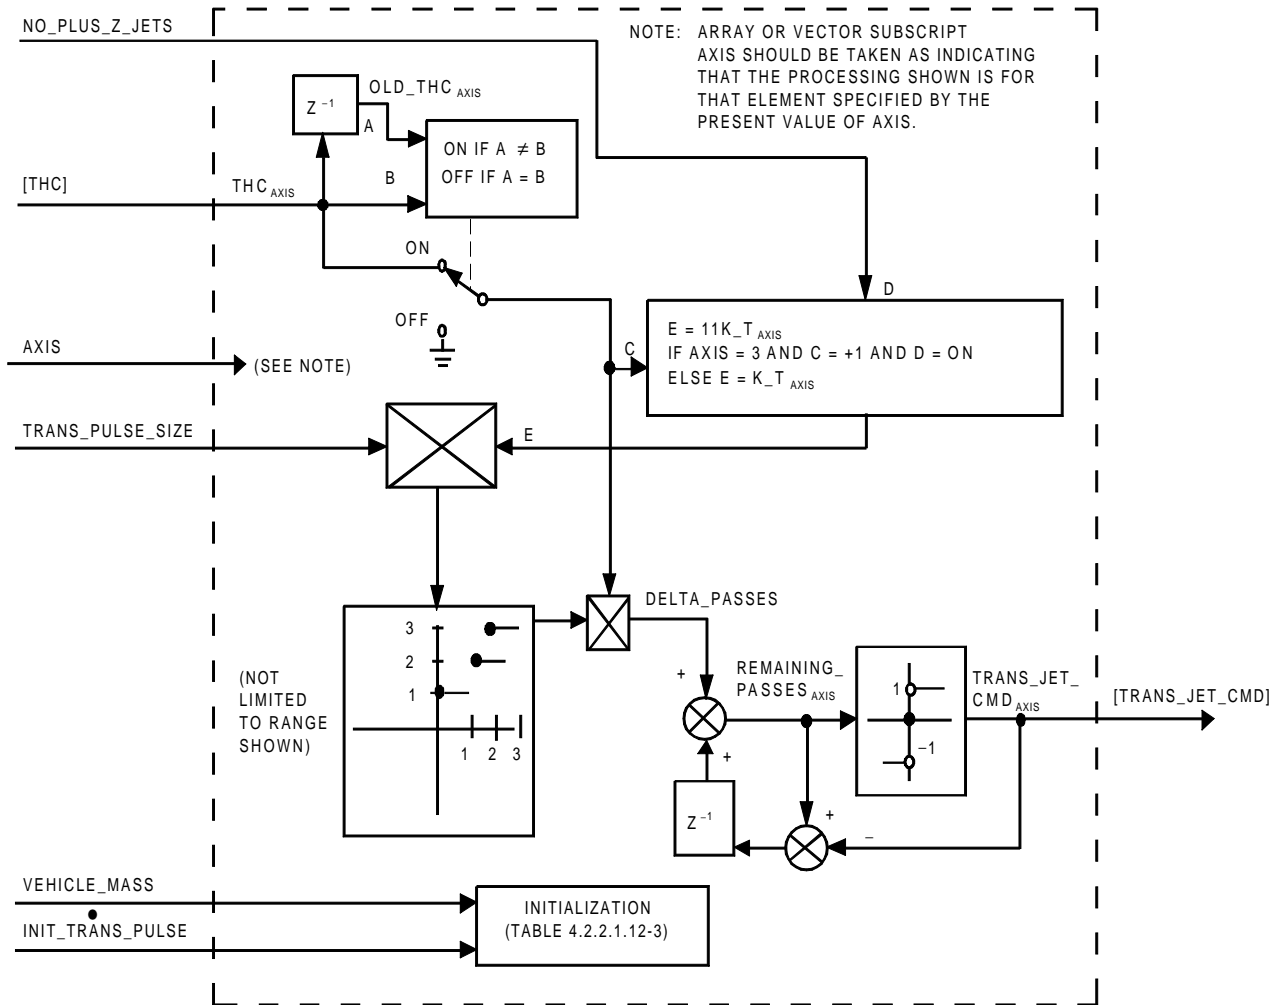 NO_PLUS_Z_JETS
NOTE: ARRAY OR VECTOR SUBSCRIPT
AXIS SHOULD BE TAKEN AS INDICATING
THAT THE PROCESSING SHOWN IS FOR
THAT ELEMENT SPECIFIED BY THE
PRESENT VALUE OF AXIS.
Z –1
OLD_THC AXIS
A
ON IF A ≠ B
OFF IF A = B
[THC]
THC AXIS
B
ON
OFF
D
AXIS
(SEE NOTE)
C
E = 11K_T AXIS
IF AXIS = 3 AND C = +1 AND D = ON
ELSE E = K_T AXIS
TRANS_PULSE_SIZE
E
DELTA_PASSES
3
2
1
1 2 3
(NOT
LIMITED
TO RANGE
SHOWN)
+
REMAINING_
PASSES AXIS
1
–1
TRANS_JET_
CMD AXIS
[TRANS_JET_CMD]
+
Z –1
+
–
VEHICLE_MASS
INIT_TRANS_PULSE
INITIALIZATION
(TABLE 4.2.2.1.12-3)